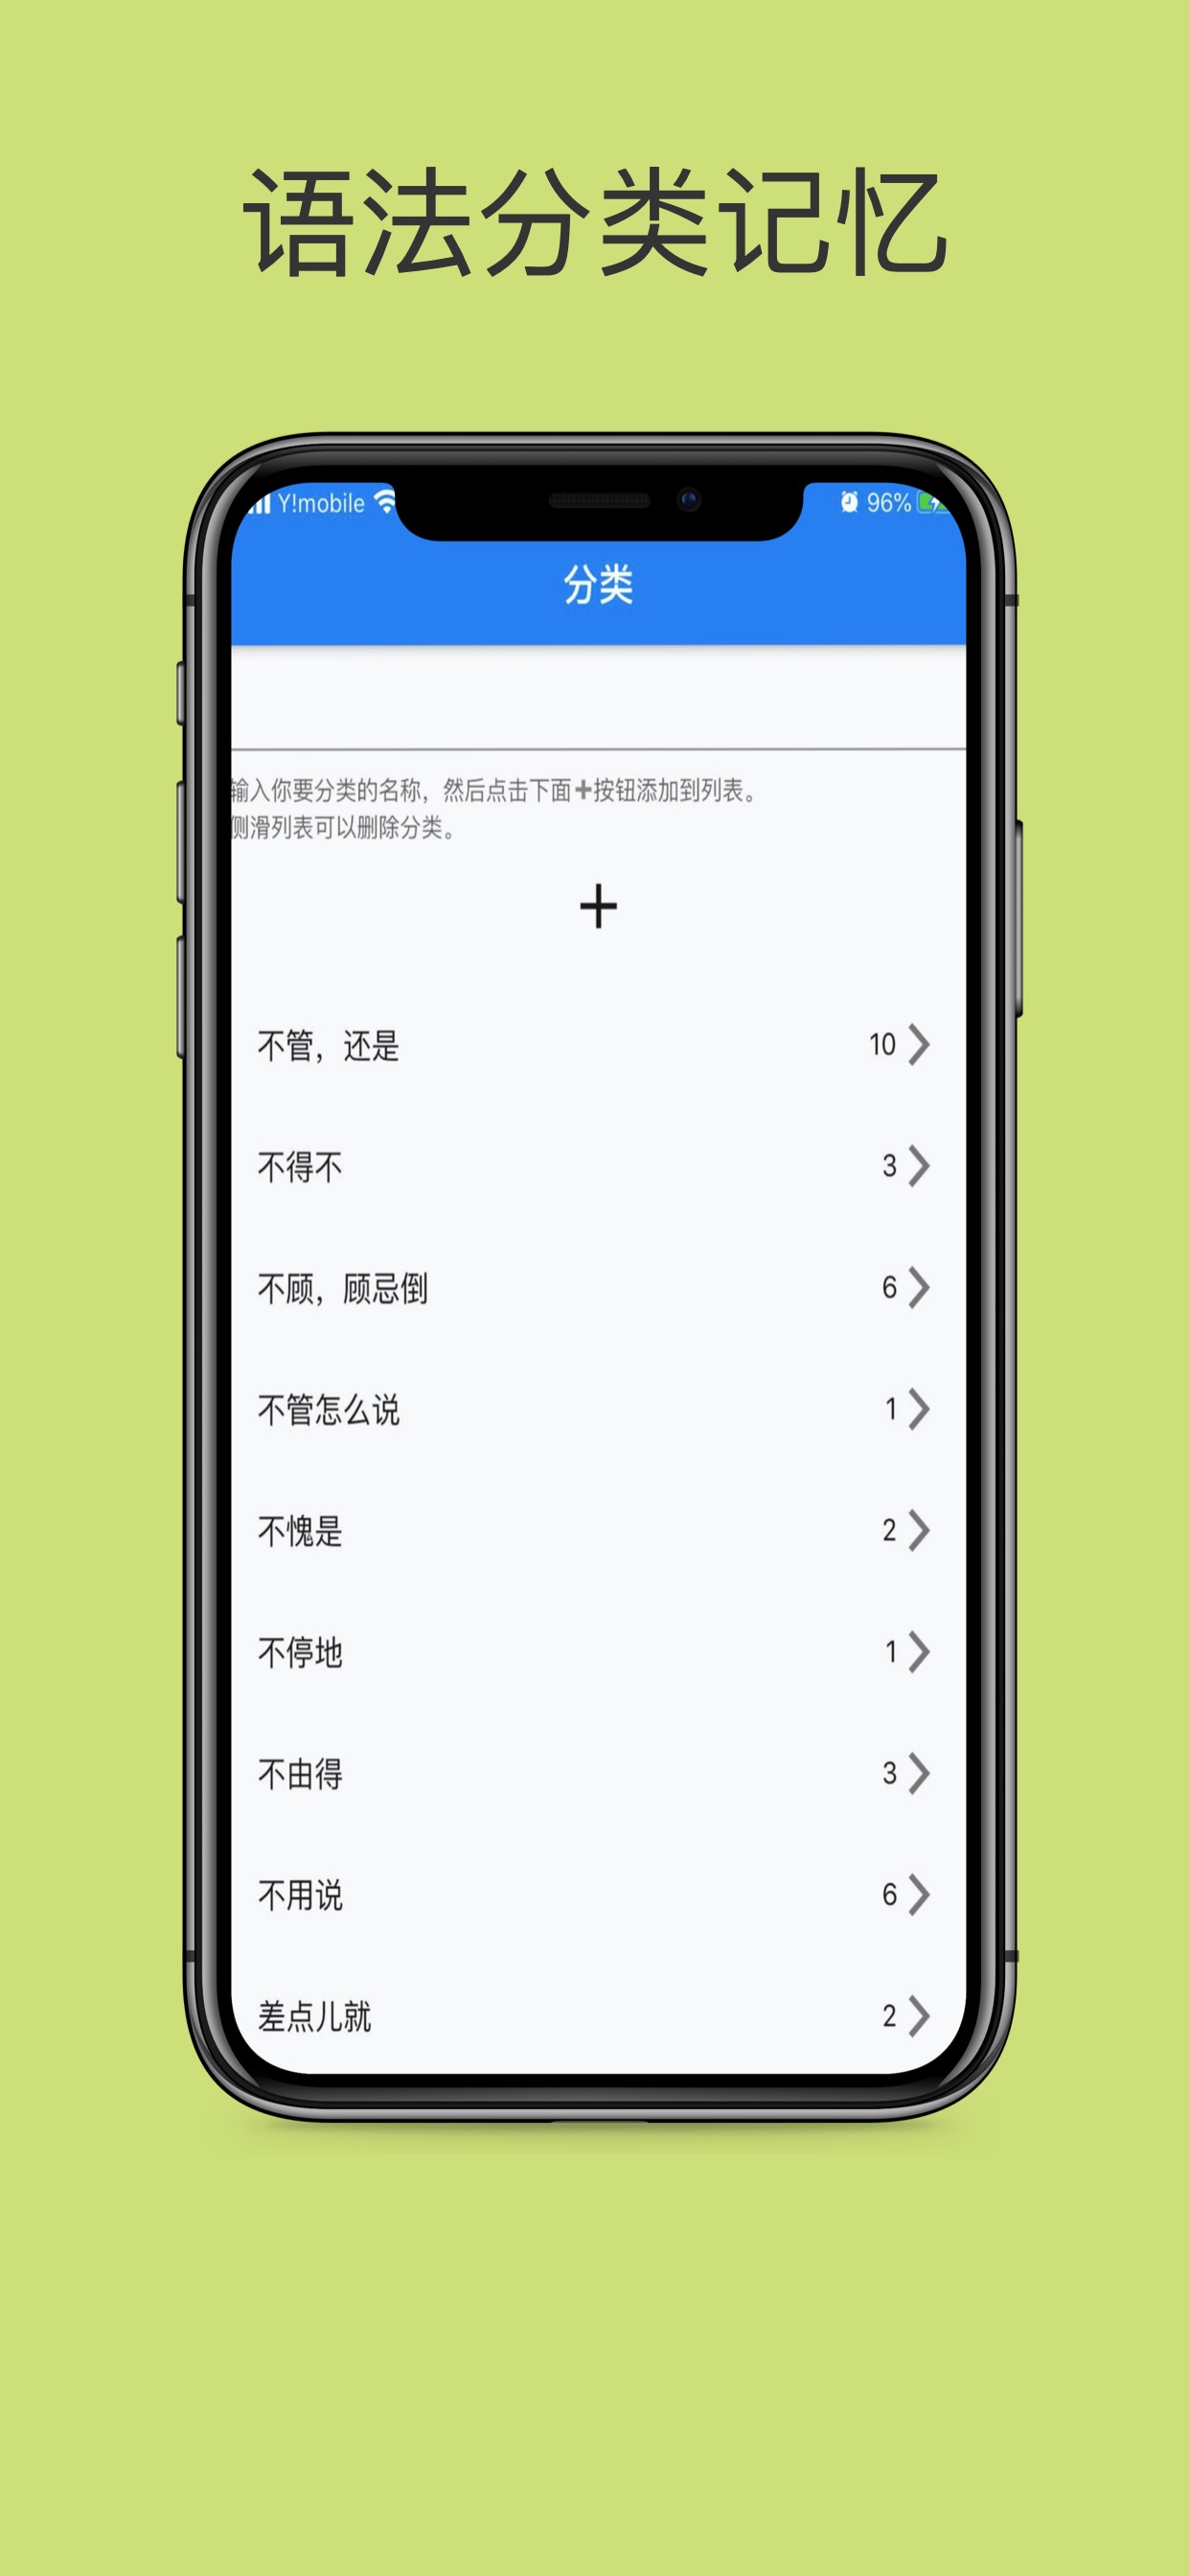 语法分类记忆
Y!mobile 96%
分类
输入你要分类的名称，然后点击下面+按钮添加到列表。
侧滑列表可以删除分类。
+
不管，还是 10
不得不 3
不顾，顾忌倒 6
不管怎么说 1
不愧是 2
不停地 1
不由得 3
不用说 6
差点儿就 2